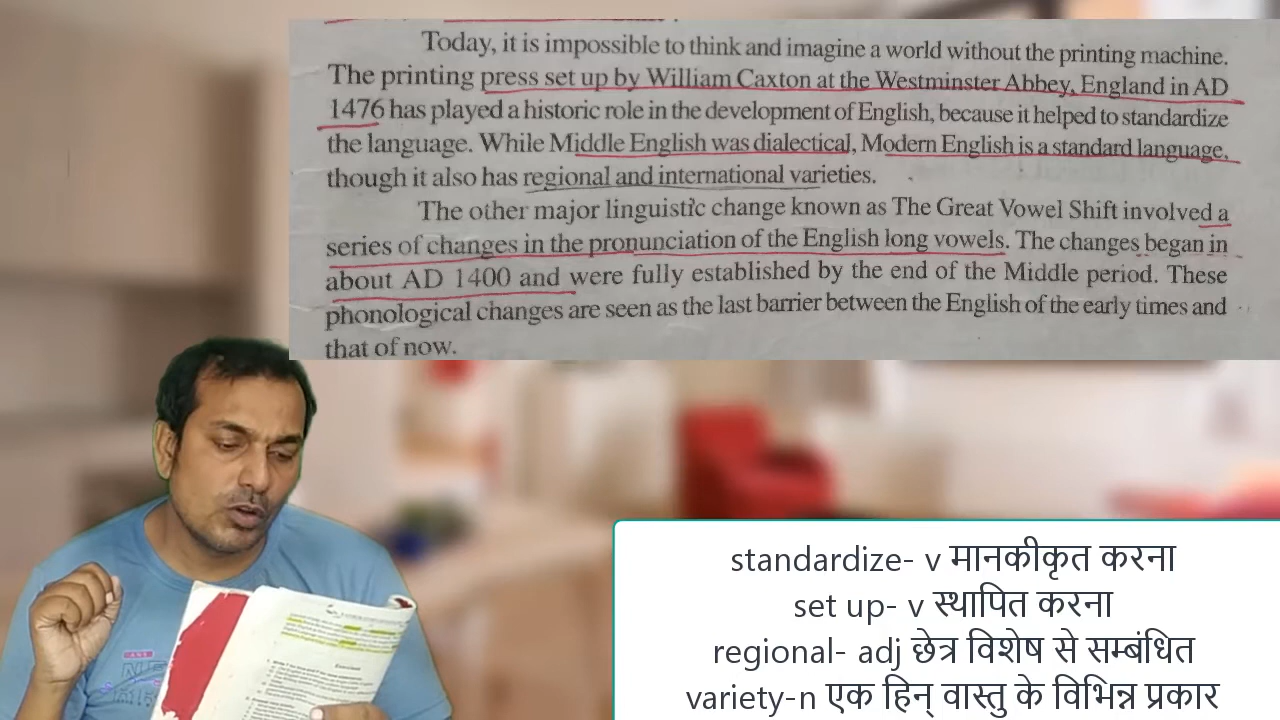 Today, it is impossible to think and imagine a world without the printing machine.
The printing press set up by William Caxton at the Westminster Abbey, England in AD
1476 has played a historic role in the development of English, because it helped to standardize
the language. While Middle English was dialectical, Modern English is a standard language,
though it also has regional and international varieties.
The other major linguistic change known as The Great Vowel Shift involved a
series of changes in the pronunciation of the English long vowels. The changes began in
about AD 1400 and were fully established by the end of the Middle period. These
phonological changes are seen as the last barrier between the English of the early times and
that of now.
standardize- v मानकीकृत करना
set up- v स्थापित करना
regional- adj छेत्र विशेष से सम्बंधित
variety-n एक हिन् वास्तु के विभिन्न प्रकार